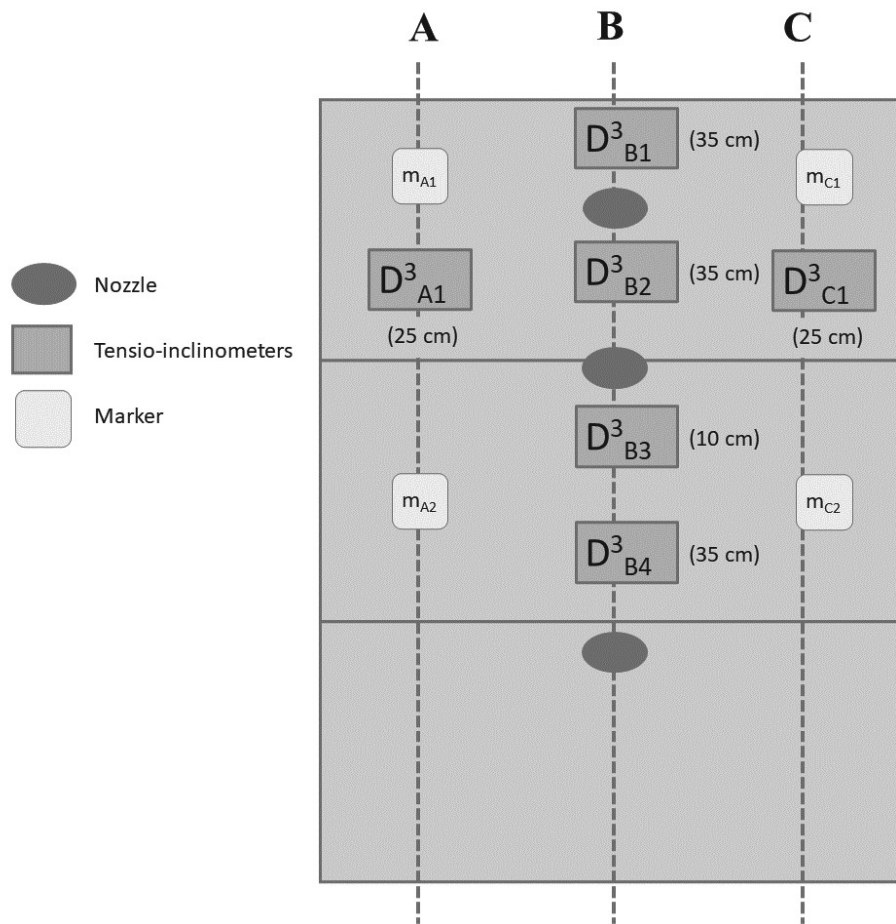 A B C
D³B1 (35 cm)
mA1 mC1
D³A1 D³B2 (35 cm) D³C1
Nozzle
(25 cm) (25 cm)
Tensio-inclinometers
Marker
D³B3 (10 cm)
mA2 mC2
D³B4 (35 cm)